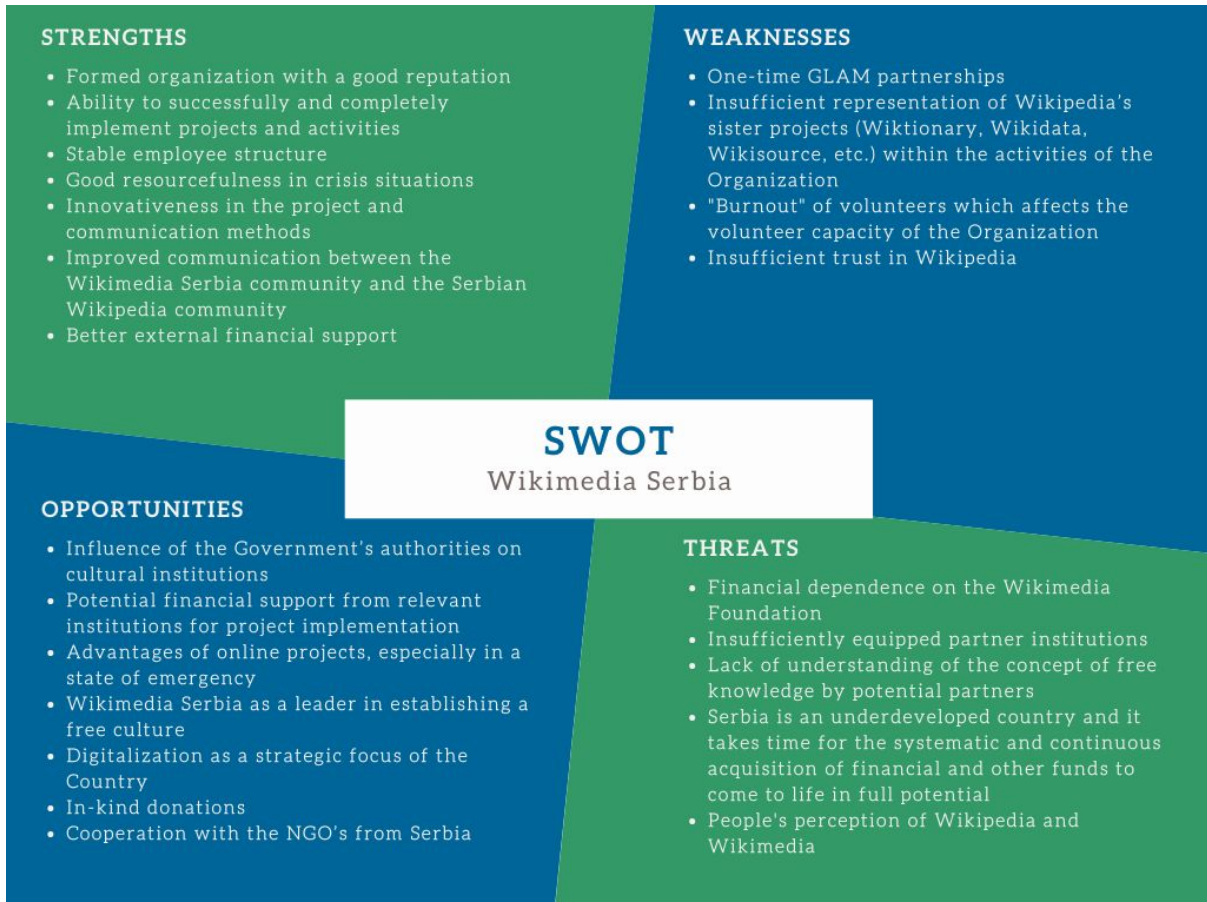 STRENGTHS
• Formed organization with a good reputation
• Ability to successfully and completely
implement projects and activities
• Stable employee structure
• Good resourcefulness in crisis situations
• Innovativeness in the project and
communication methods
• Improved communication between the
Wikimedia Serbia community and the Serbian
Wikipedia community
• Better external financial support
WEAKNESSES
• One-time GLAM partnerships
• Insufficient representation of Wikipedia's
sister projects (Wiktionary, Wikidata,
Wikisource, etc.) within the activities of the
Organization
• "Burnout" of volunteers which affects the
volunteer capacity of the Organization
• Insufficient trust in Wikipedia
SWOT
Wikimedia Serbia
OPPORTUNITIES
• Influence of the Government's authorities on
cultural institutions
• Potential financial support from relevant
institutions for project implementation
• Advantages of online projects, especially in a
state of emergency
• Wikimedia Serbia as a leader in establishing a
free culture
• Digitalization as a strategic focus of the
Country
• In-kind donations
• Cooperation with the NGO's from Serbia
THREATS
• Financial dependence on the Wikimedia
Foundation
• Insufficiently equipped partner institutions
• Lack of understanding of the concept of free
knowledge by potential partners
• Serbia is an underdeveloped country and it
takes time for the systematic and continuous
acquisition of financial and other funds to
come to life in full potential
• People's perception of Wikipedia and
Wikimedia